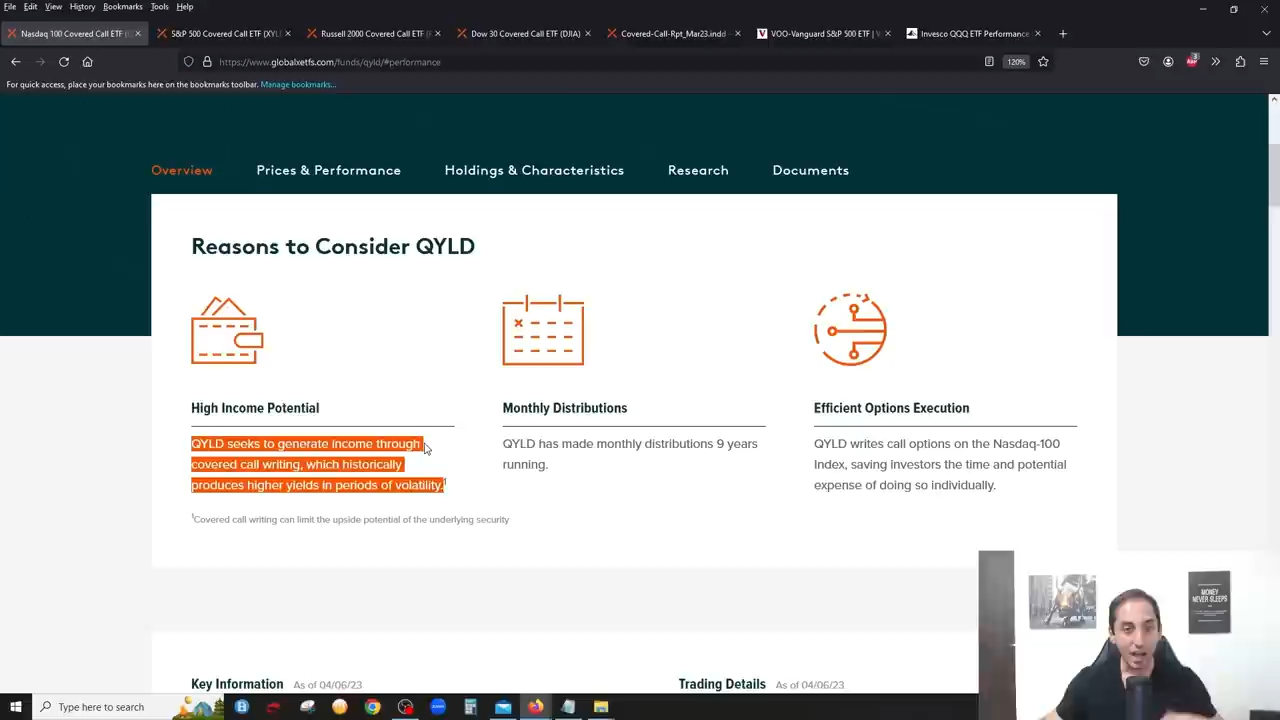 File Edit View History Bookmarks Tools Help
Nasdaq 100 Covered Call ETF (
S&P 500 Covered Call ETF (XYL
Russell 2000 Covered Call ETF (F
Dow 30 Covered Call ETF (DJIA)
Covered-Call-Rpt_Mar23.indd
VOO-Vanguard S&P 500 ETF |
Invesco QQQ ETF Performance
https://www.globalxetfs.com/funds/qyld/#performance
120%
For quick access, place your bookmarks here on the bookmarks toolbar. Manage bookmarks...
Overview Prices & Performance Holdings & Characteristics Research Documents
Reasons to Consider QYLD
High Income Potential
QYLD seeks to generate income through
covered call writing, which historically
produces higher yields in periods of volatility.1
Monthly Distributions
QYLD has made monthly distributions 9 years
running.
Efficient Options Execution
QYLD writes call options on the Nasdaq-100
Index, saving investors the time and potential
expense of doing so individually.
1Covered call writing can limit the upside potential of the underlying security
MONEY
NEVER SLEEPS
Key Information As of 04/06/23
Trading Details As of 04/06/23
Type here to search